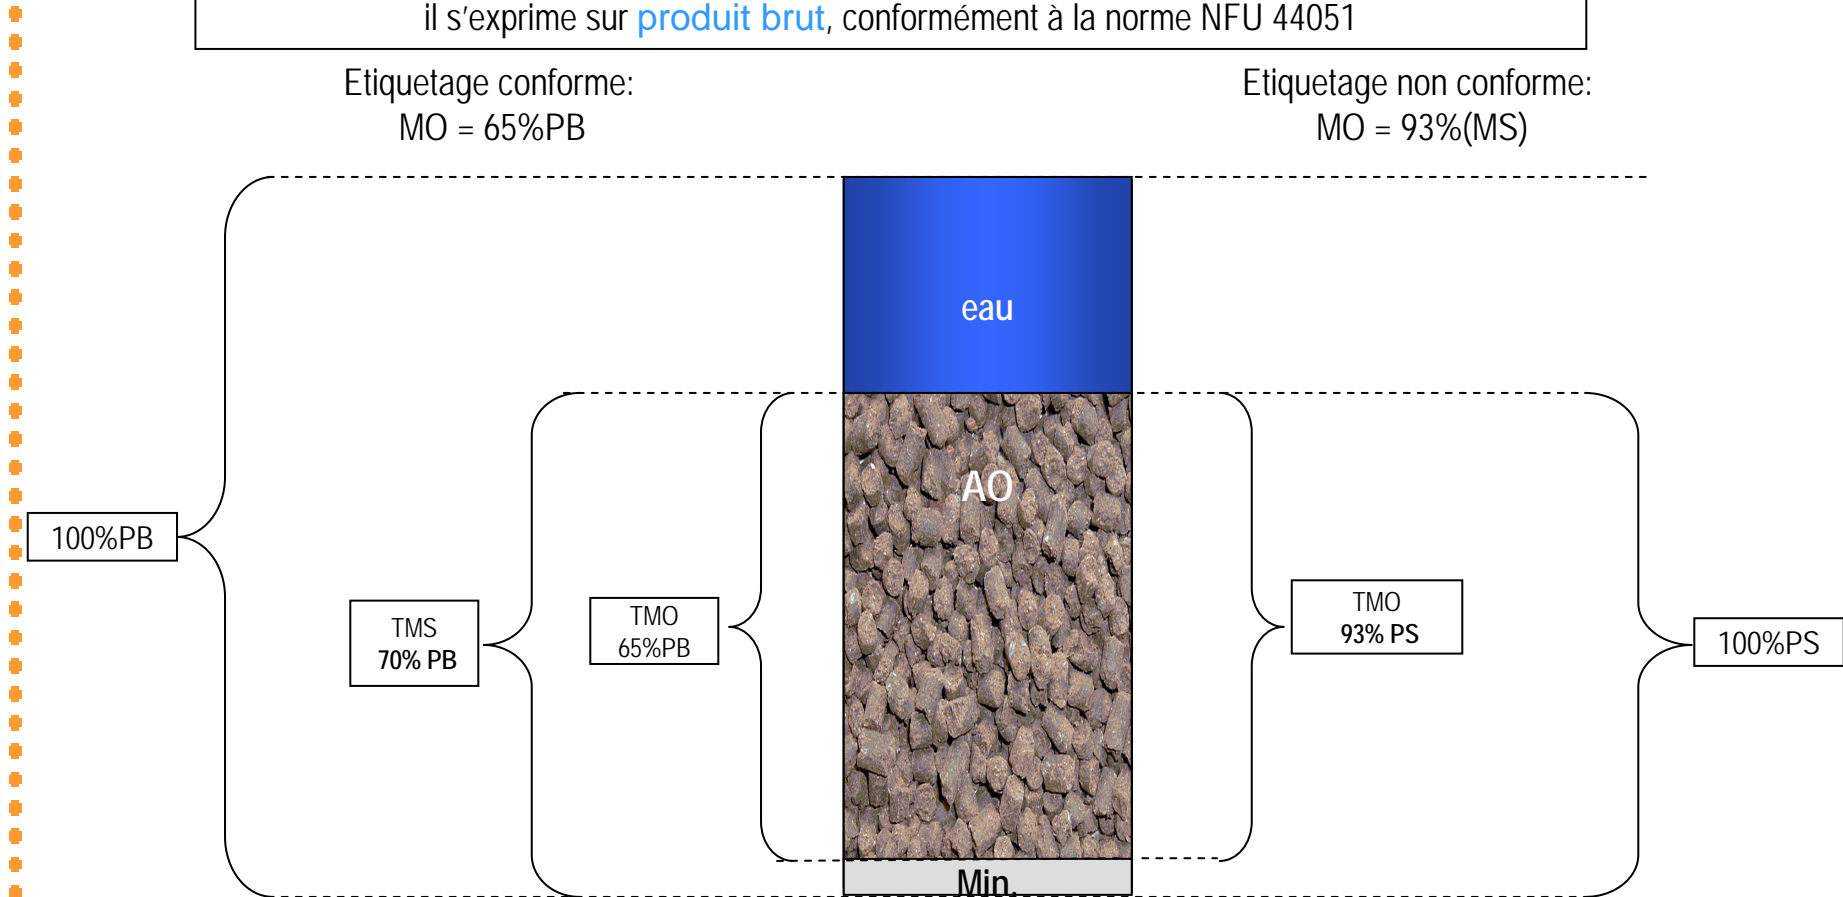 il s'exprime sur produit brut, conformément à la norme NFU 44051
Etiquetage conforme:
MO = 65%PB
Etiquetage non conforme:
MO = 93%(MS)
eau
AO
100%PB
TMS
70% PB
TMO
65%PB
TMO
93% PS
100%PS
Min.